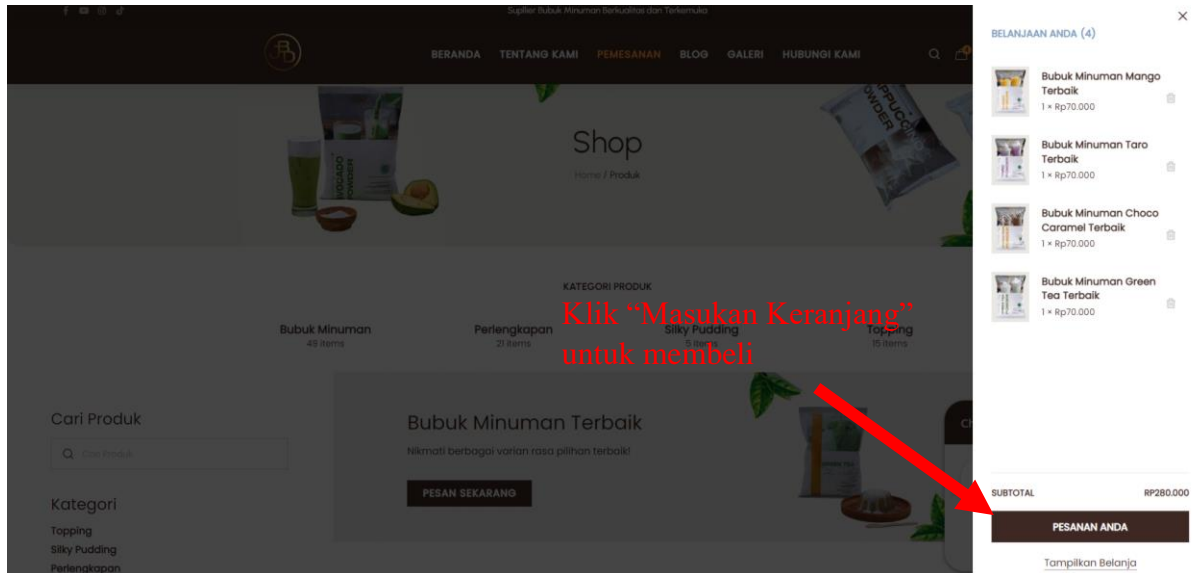 Suplier Bubuk Minuman Berkualitas dan Terkemuka
BERANDA TENTANG KAMI PEMESANAN BLOG GALERI HUBUNGI KAMI
Shop
Home / Produk
KATEGORI PRODUK
Bubuk Minuman
Perlengkapan
21 items
Silky Pudding
5 items
Topping
15 items
Klik “Masukan Keranjang”
untuk membeli
Cari Produk
Cari Produk
Kategori
Topping
Silky Pudding
Perlengkapan
Bubuk Minuman Terbaik
Nikmati berbagai varian rasa pilihan terbaik!
PESAN SEKARANG
AVOCADO
POWDER
GREEN TEA
BELANJAAN ANDA (4)
Bubuk Minuman Mango
Terbaik
1 × Rp70.000
Bubuk Minuman Taro
Terbaik
1 × Rp70.000
Bubuk Minuman Choco
Caramel Terbaik
1 × Rp70.000
Bubuk Minuman Green
Tea Terbaik
1 × Rp70.000
SUBTOTAL RP280.000
PESANAN ANDA
Tampilkan Belanja